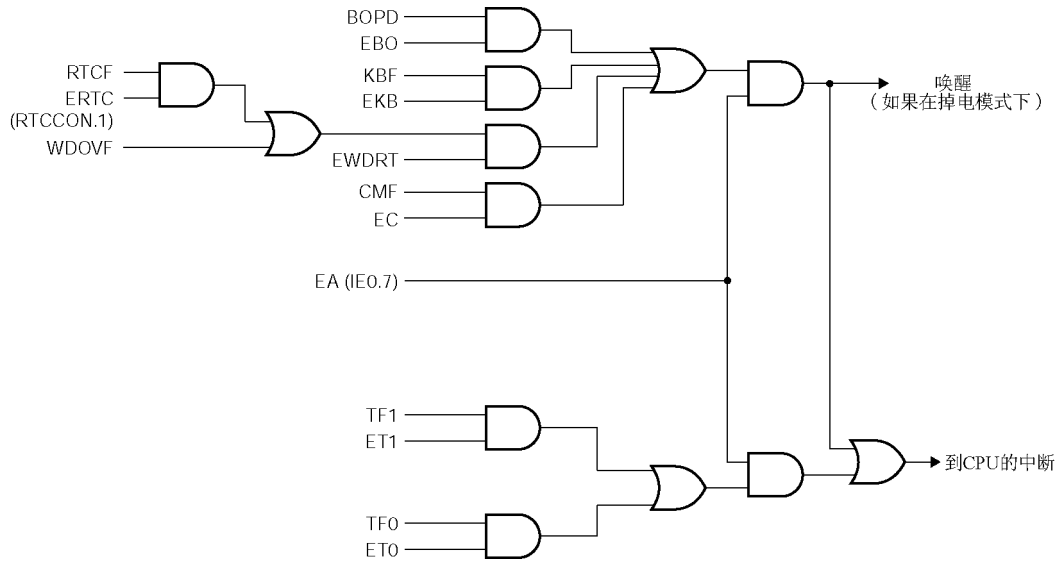 BOPD
EBO
RTCF
ERTC
(RTCCON.1)
WDOVF
KBF
EKB
EWDRT
CMF
EC
唤醒
（如果在掉电模式下）
EA (IE0.7)
TF1
ET1
TF0
ET0
到CPU的中断